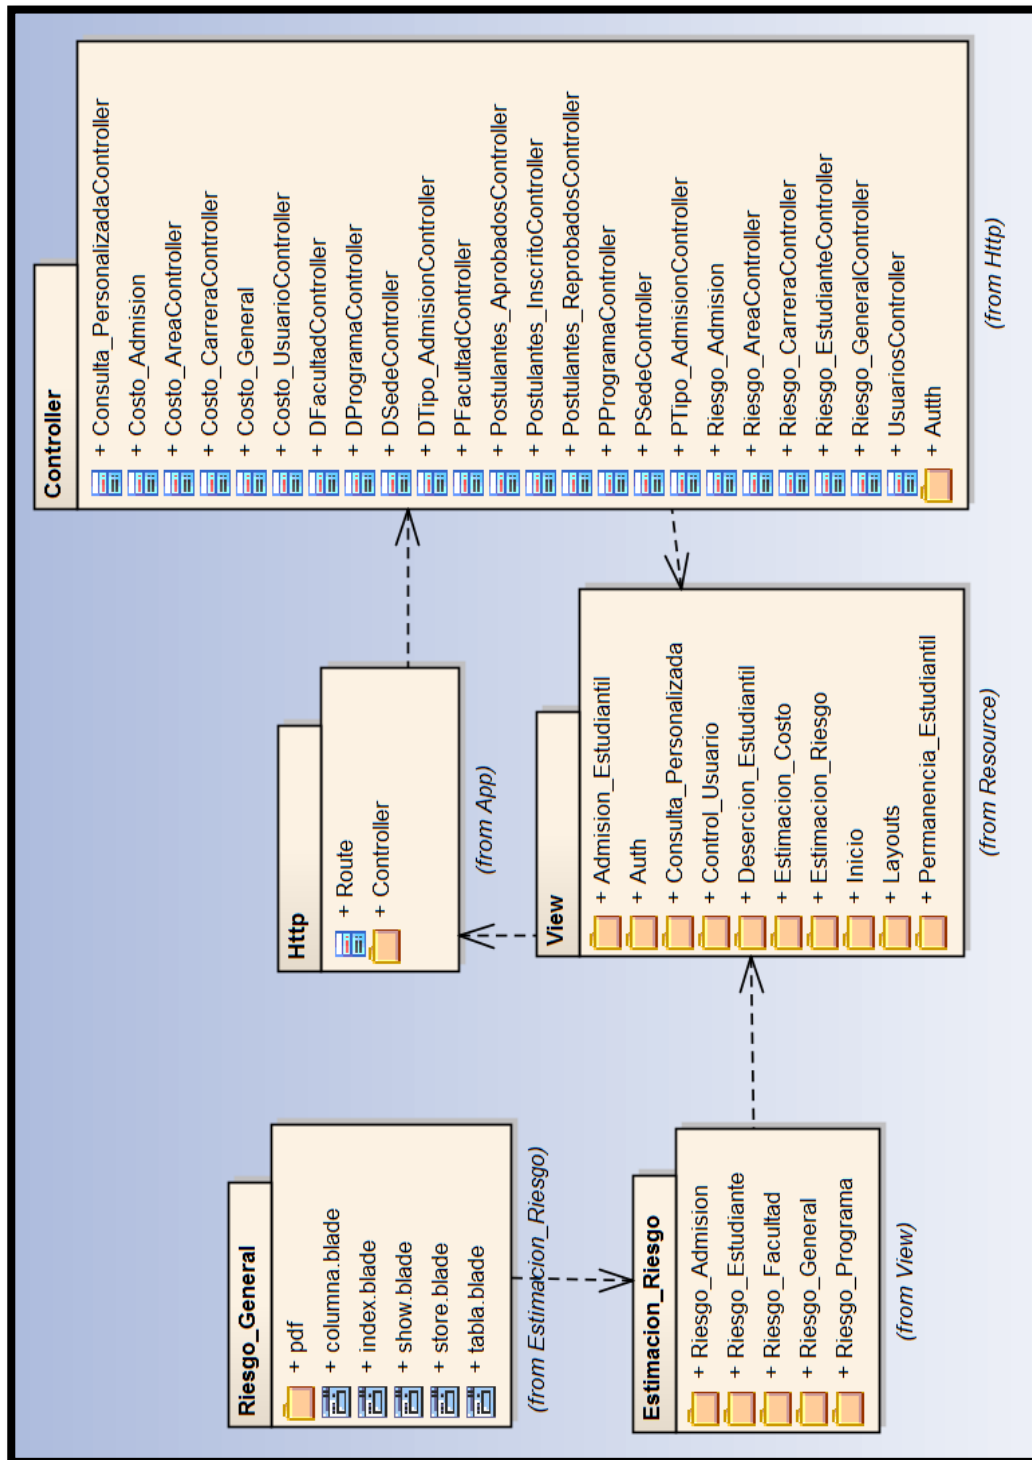 Riesgo_General
+ pdf
+ columna.blade
+ index.blade
+ show.blade
+ store.blade
+ tabla.blade
(from Estimacion_Riesgo)
Estimacion_Riesgo
+ Riesgo_Admision
+ Riesgo_Estudiante
+ Riesgo_Facultad
+ Riesgo_General
+ Riesgo_Programa
(from View)
Http
+ Route
+ Controller
(from App)
View
+ Admision_Estudiantil
+ Auth
+ Consulta_Personalizada
+ Control_Usuario
+ Desercion_Estudiantil
+ Estimacion_Costo
+ Estimacion_Riesgo
+ Inicio
+ Layouts
+ Permanencia_Estudiantil
(from Resource)
Controller
+ Consulta_PersonalizadaController
+ Costo_Admision
+ Costo_AreaController
+ Costo_CarreraController
+ Costo_General
+ Costo_UsuarioController
+ DFacultadController
+ DProgramaController
+ DSedeController
+ DTipo_AdmisionController
+ PFacultadController
+ Postulantes_AprobadosController
+ Postulantes_InscritoController
+ Postulantes_ReprobadosController
+ PProgramaController
+ PSedeController
+ PTipo_AdmisionController
+ Riesgo_Admision
+ Riesgo_AreaController
+ Riesgo_CarreraController
+ Riesgo_EstudianteController
+ Riesgo_GeneralController
+ UsuariosController
+ Autth
(from Http)